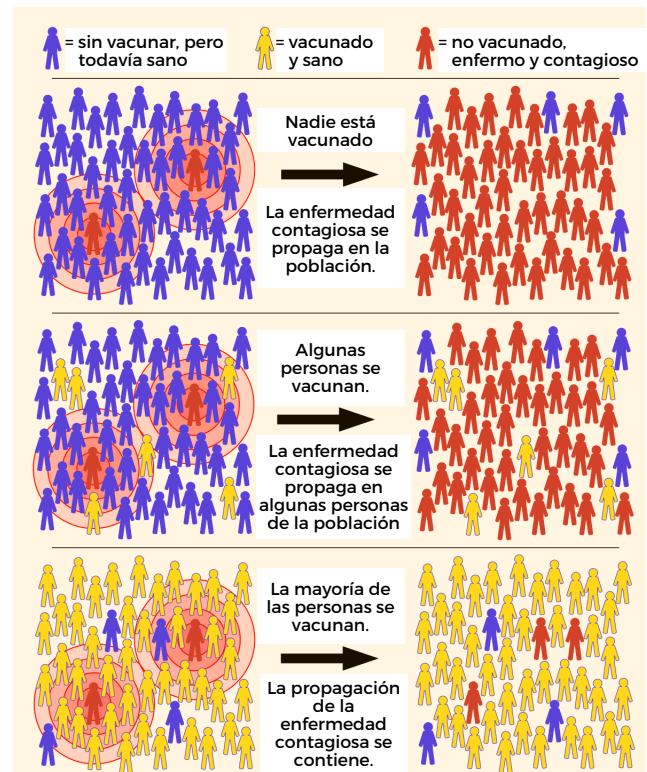 = sin vacunar, pero
todavía sano
= vacunado
y sano
= no vacunado,
enfermo y contagioso
Nadie está
vacunado
La enfermedad
contagiosa se
propaga en la
población.
Algunas
personas se
vacunan.
La enfermedad
contagiosa se
propaga en
algunas personas
de la población
La mayoría de
las personas se
vacunan.
La propagación
de la
enfermedad
contagiosa se
contiene.